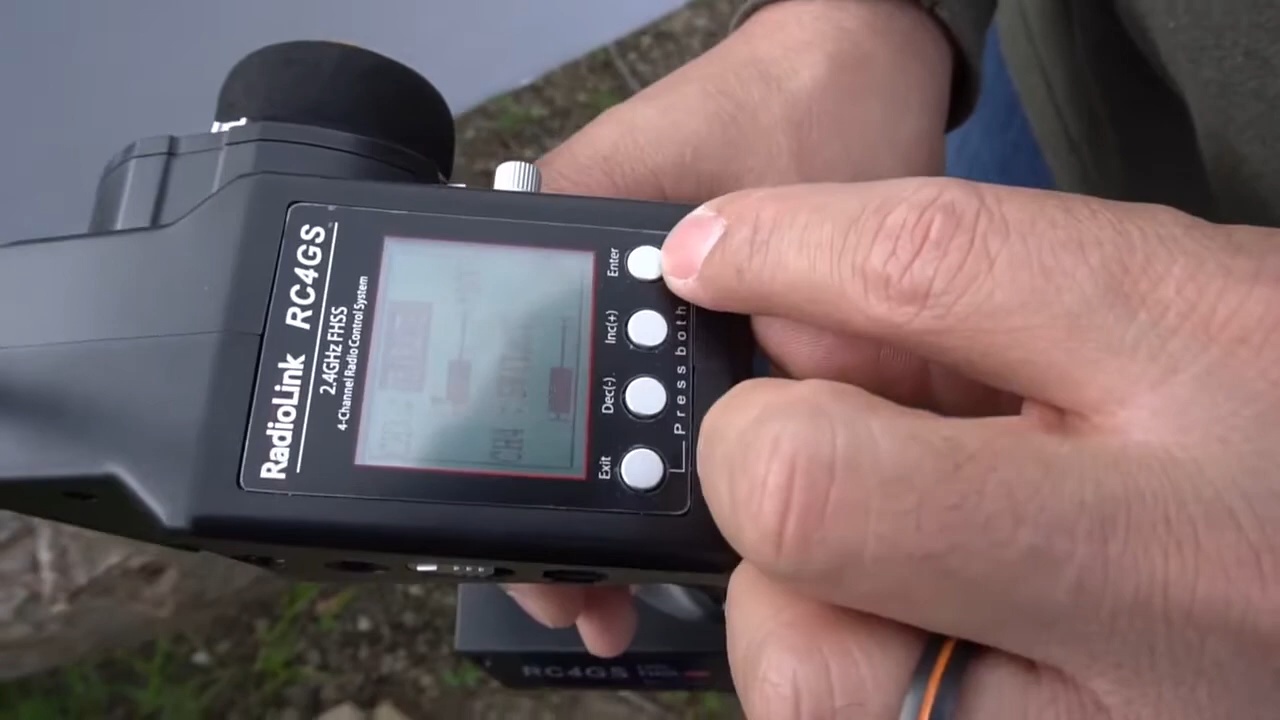 RadioLink RC4GS
2.4GHz FHSS
4-Channel Radio Control System
Exit
Dec(-)
Inc(+)
Enter
Press both
RC4GS